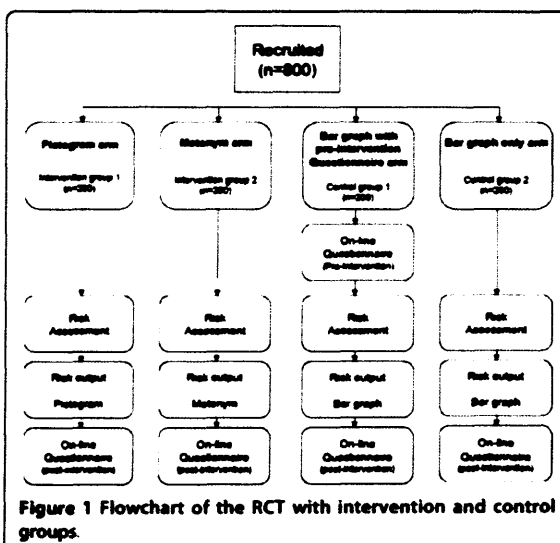 Recruited
(n=800)
Pictogram arm
Intervention group 1
(n=200)
Metonym arm
Intervention group 2
(n=200)
Bar graph with
pre-intervention
Questionnaire arm
Control group 1
(n=200)
Bar graph only arm
Control group 2
(n=200)
On-line
Questionnaire
(Pre-intervention)
Risk
Assessment
Risk
Assessment
Risk
Assessment
Risk
Assessment
Risk output
Pictogram
Risk output
Metonym
Risk output
Bar graph
Risk output
Bar graph
On-line
Questionnaire
(post-intervention)
On-line
Questionnaire
(post-intervention)
On-line
Questionnaire
(post-intervention)
On-line
Questionnaire
(post-intervention)
Figure 1 Flowchart of the RCT with intervention and control
groups.